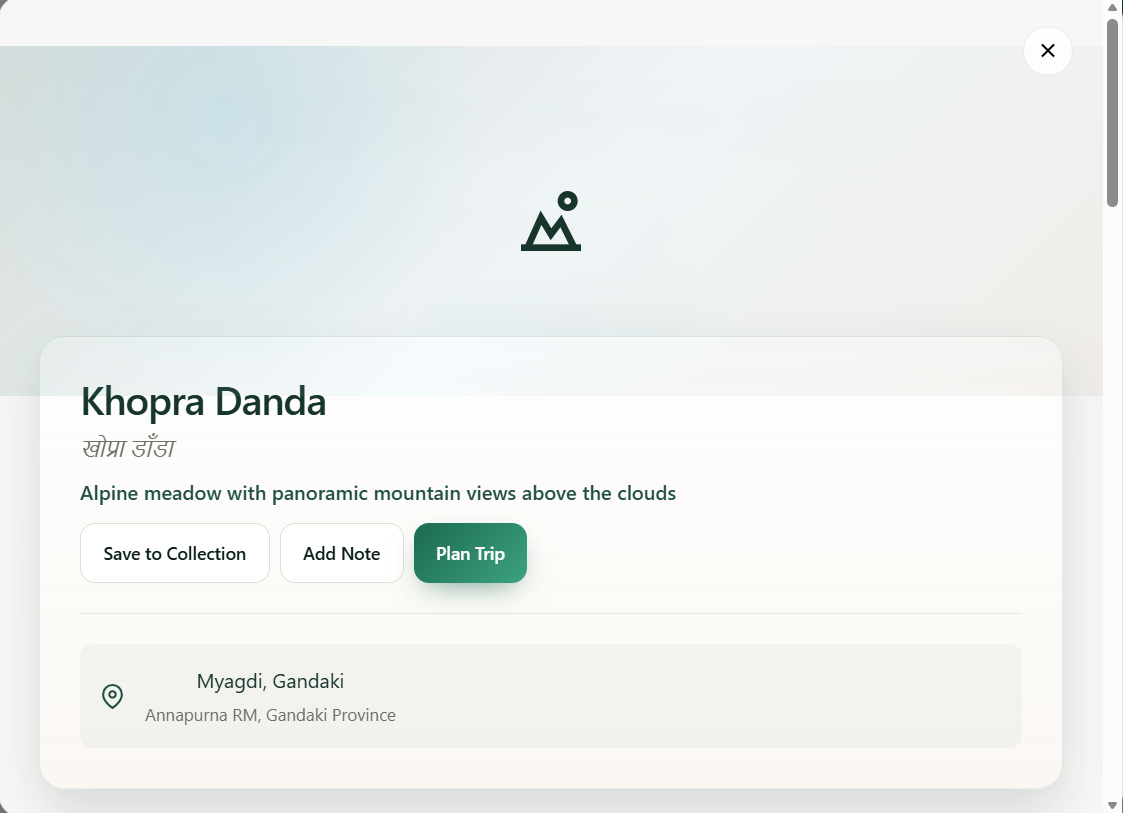 Khopra Danda
खोप्रा डाँडा
Alpine meadow with panoramic mountain views above the clouds
Save to Collection
Add Note
Plan Trip
Myagdi, Gandaki
Annapurna RM, Gandaki Province